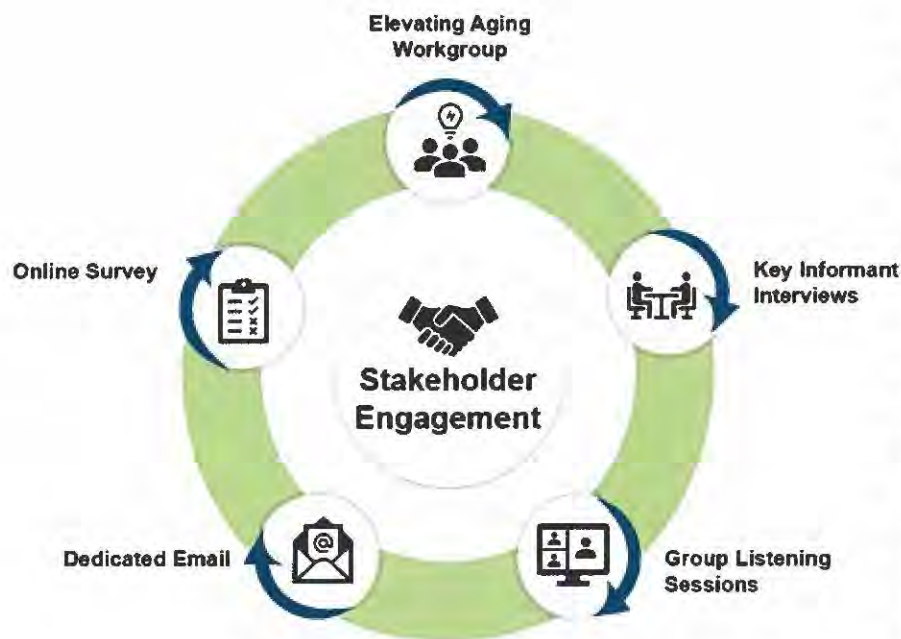 Elevating Aging
Workgroup
Online Survey
Key Informant
Interviews
Stakeholder
Engagement
Dedicated Email
@
Group Listening
Sessions